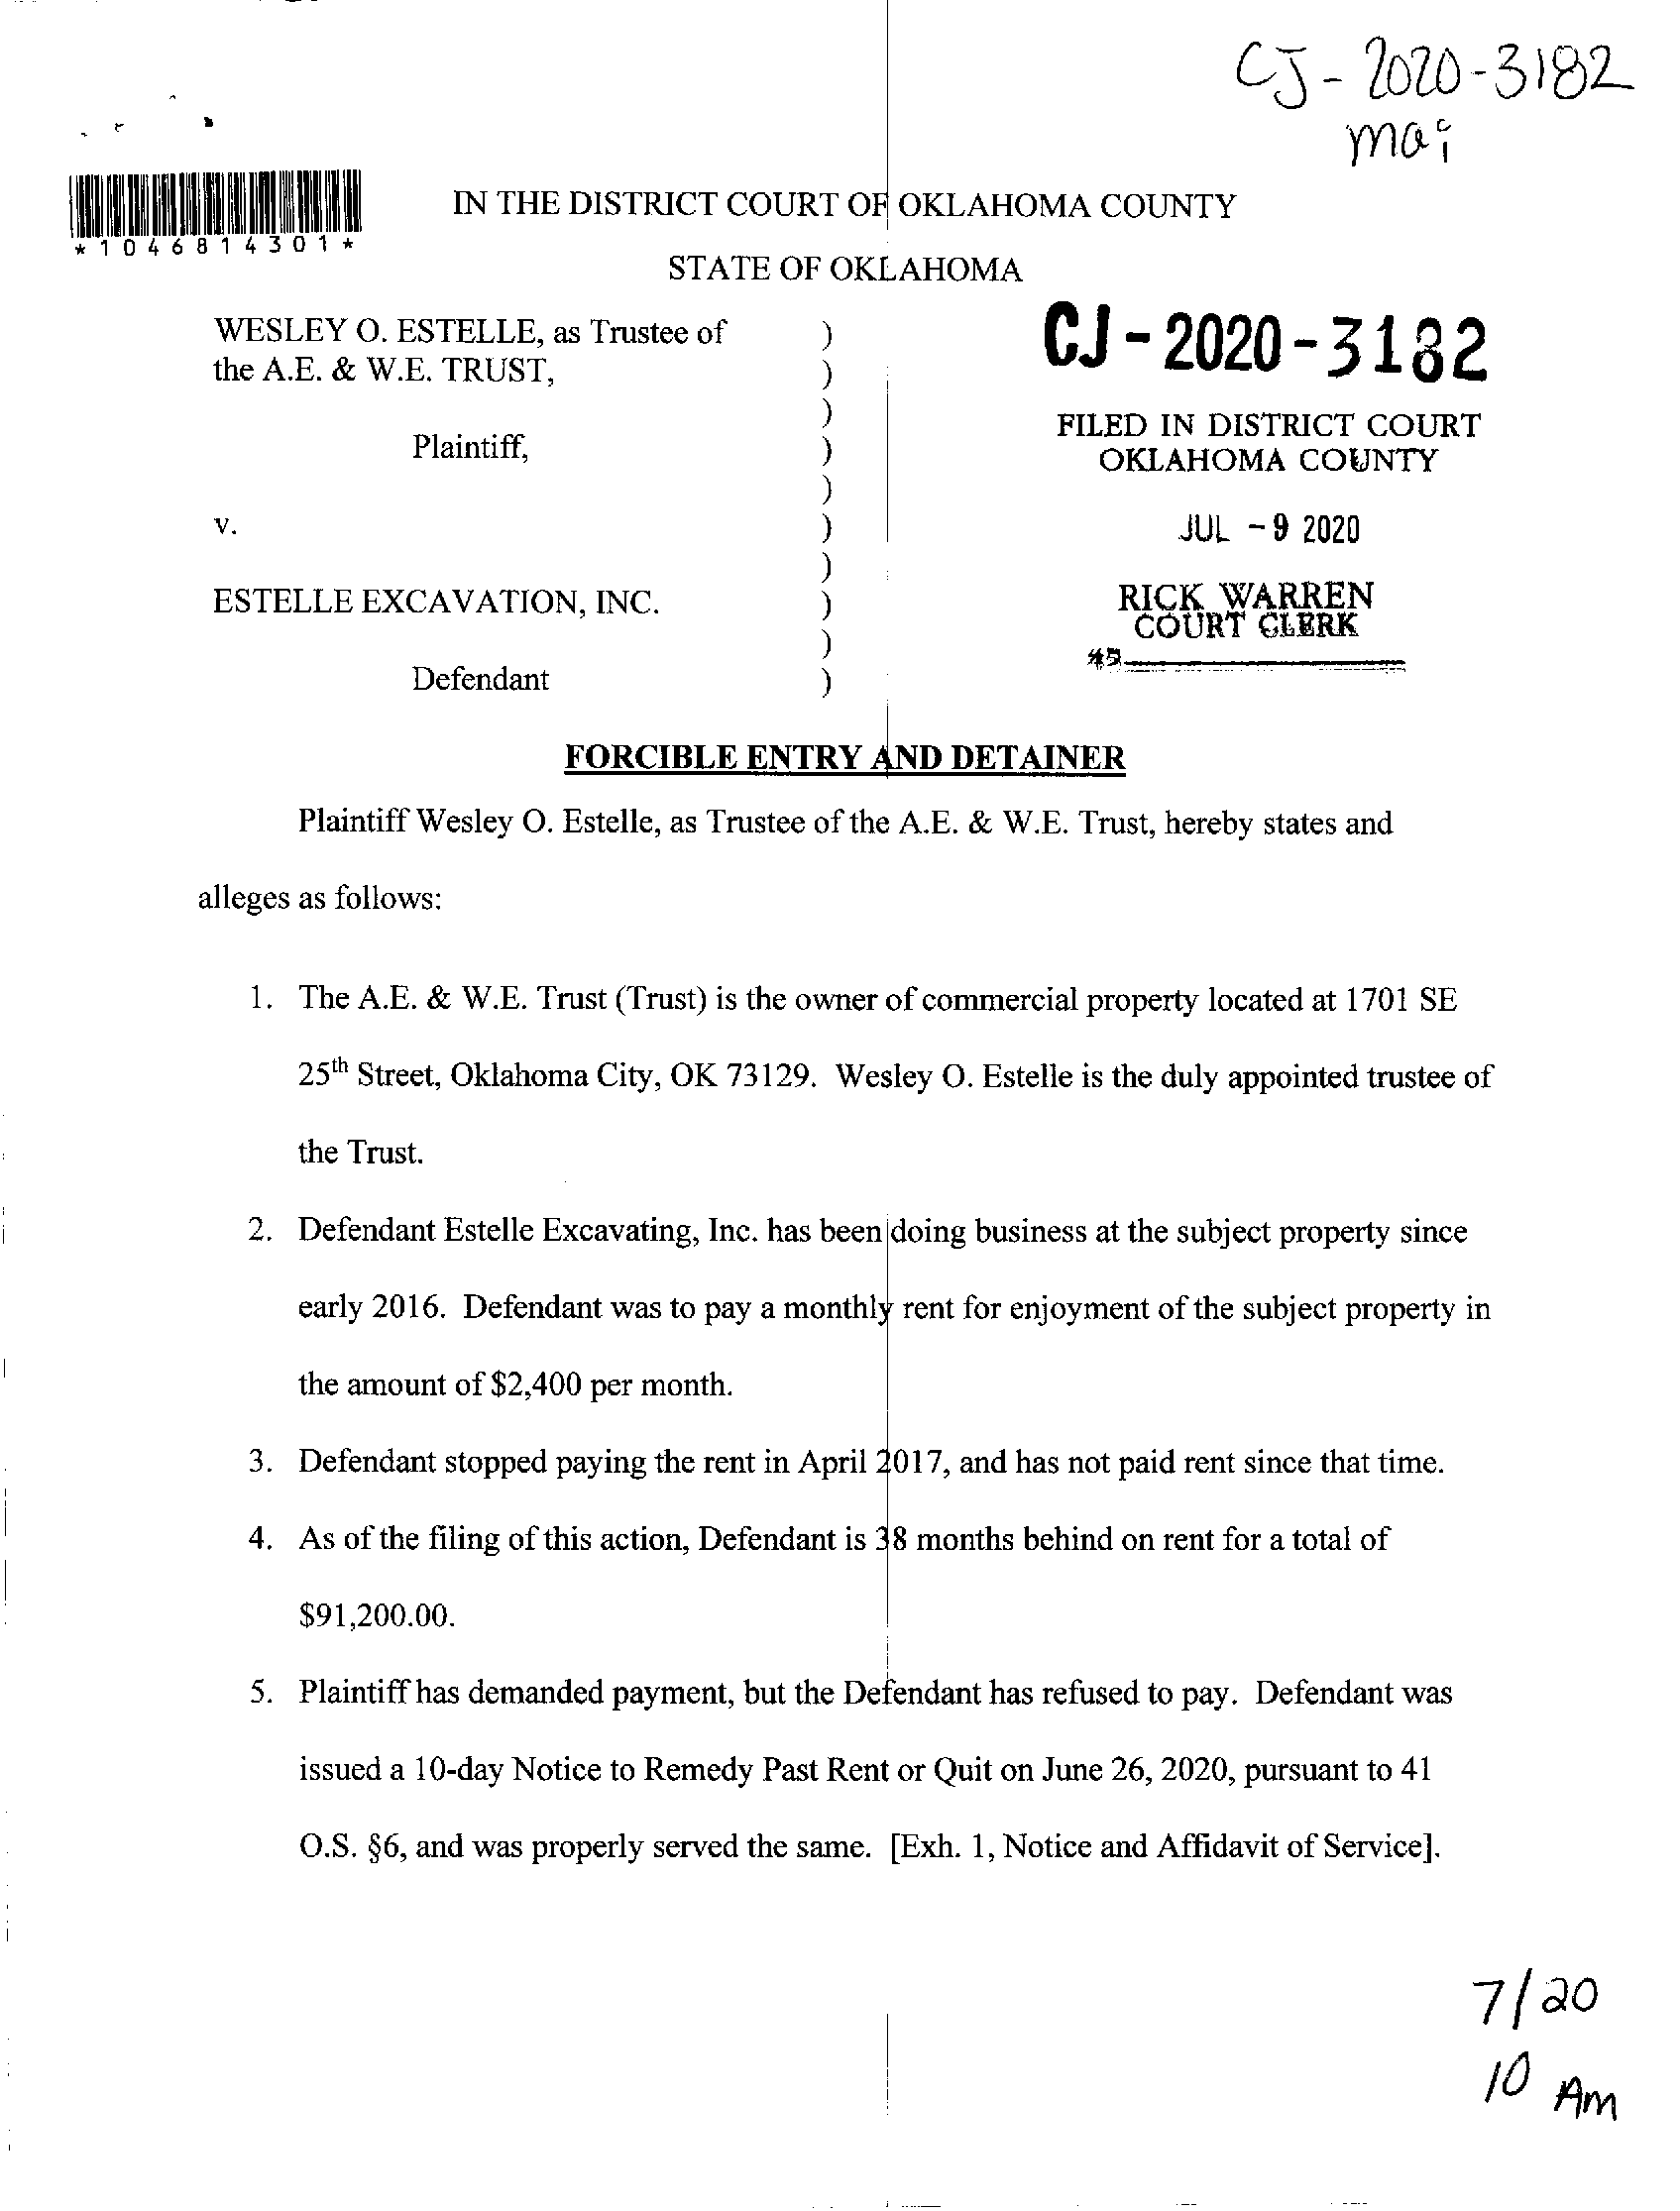 CJ-2020-3182
mai
*1046814301*
IN THE DISTRICT COURT OF OKLAHOMA COUNTY
STATE OF OKLAHOMA
WESLEY O. ESTELLE, as Trustee of )
the A.E. & W.E. TRUST, )
)
Plaintiff, )
)
v. )
)
ESTELLE EXCAVATION, INC. )
)
Defendant )
CJ-2020-3182
FILED IN DISTRICT COURT
OKLAHOMA COUNTY
JUL -9 2020
RICK WARREN
COURT CLERK
FORCIBLE ENTRY AND DETAINER
Plaintiff Wesley O. Estelle, as Trustee of the A.E. & W.E. Trust, hereby states and
alleges as follows:
1. The A.E. & W.E. Trust (Trust) is the owner of commercial property located at 1701 SE
25th Street, Oklahoma City, OK 73129. Wesley O. Estelle is the duly appointed trustee of
the Trust.
2. Defendant Estelle Excavating, Inc. has been doing business at the subject property since
early 2016. Defendant was to pay a monthly rent for enjoyment of the subject property in
the amount of $2,400 per month.
3. Defendant stopped paying the rent in April 2017, and has not paid rent since that time.
4. As of the filing of this action, Defendant is 38 months behind on rent for a total of
$91,200.00.
5. Plaintiff has demanded payment, but the Defendant has refused to pay. Defendant was
issued a 10-day Notice to Remedy Past Rent or Quit on June 26, 2020, pursuant to 41
O.S. §6, and was properly served the same. [Exh. 1, Notice and Affidavit of Service].
7/20
10 Am